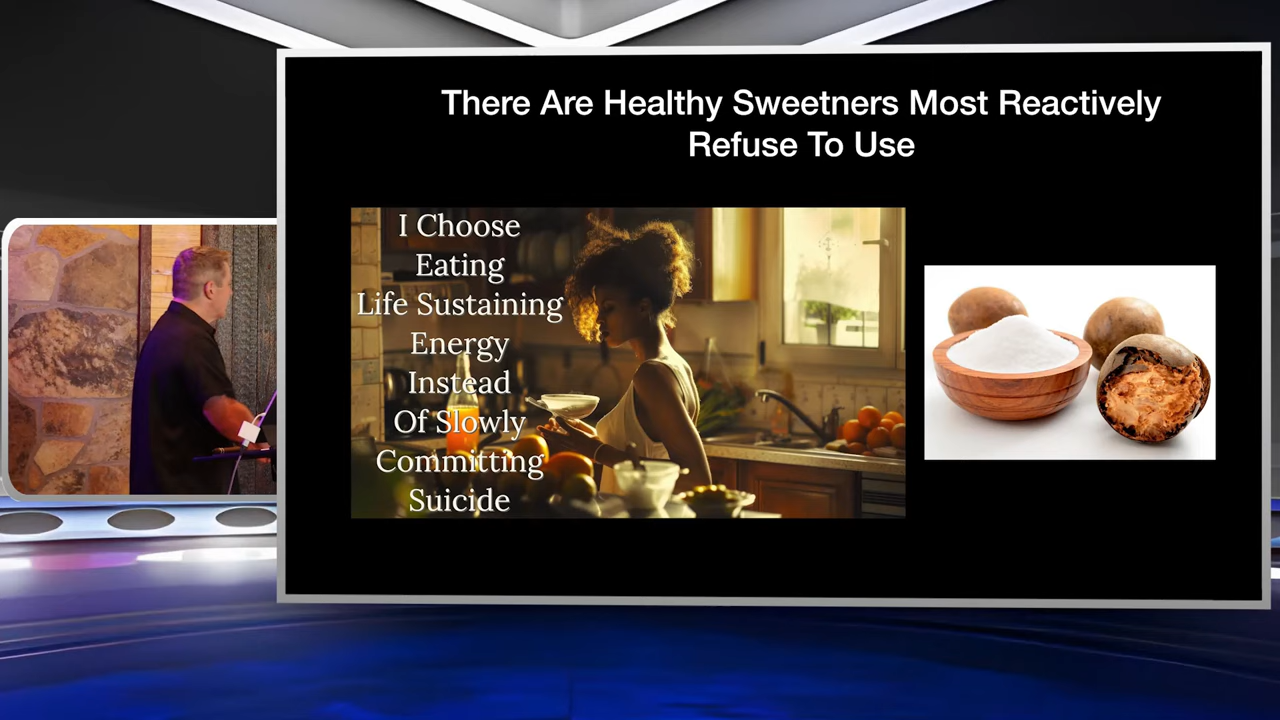 There Are Healthy Sweetners Most Reactively
Refuse To Use
I Choose
Eating
Life Sustaining
Energy
Instead
Of Slowly
Committing
Suicide